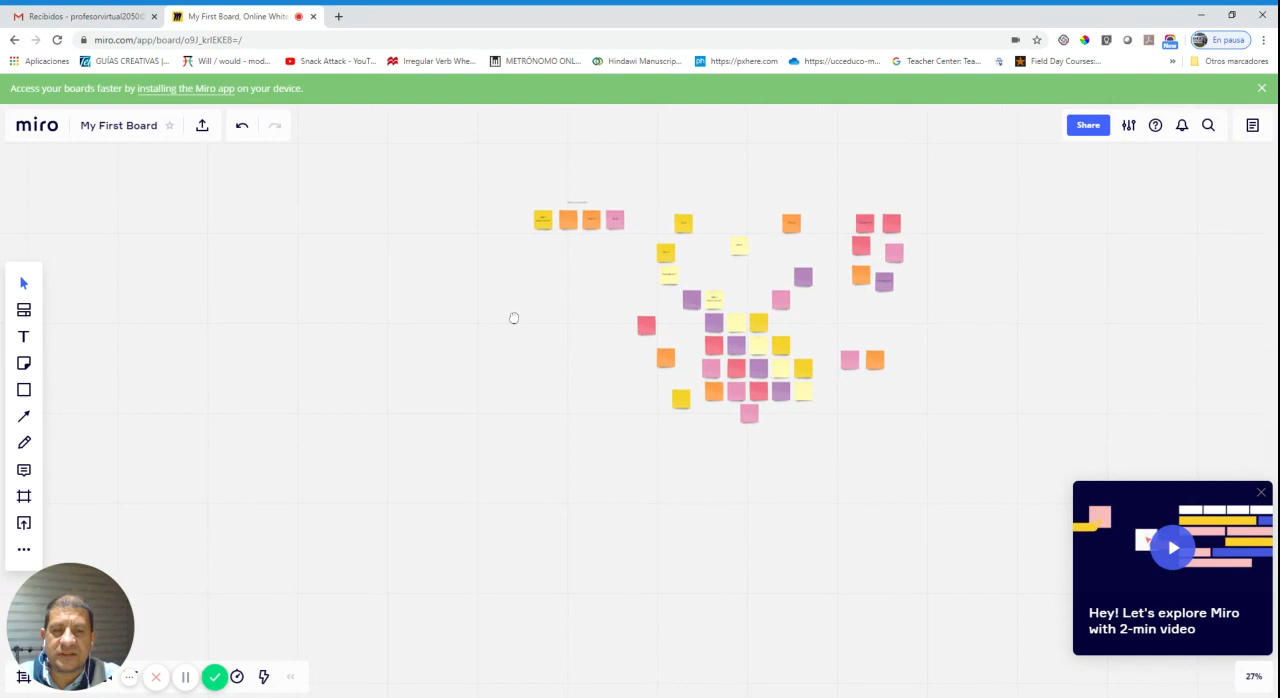 Recibidos - profesorvirtual2050@
My First Board, Online White
miro.com/app/board/o9J_krIEKE8=/
New
En pausa
Aplicaciones
GUÍAS CREATIVAS |...
Will / would - mod...
Snack Attack - YouT...
Irregular Verb Whe...
METRÓNOMO ONL...
Hindawi Manuscrip...
https://pxhere.com
https://ucceduco-m...
Teacher Center: Tea...
Field Day Courses:...
»
Otros marcadores
Access your boards faster by installing the Miro app on your device.
miro
My First Board
Share
Hey! Let's explore Miro
with 2-min video
27%